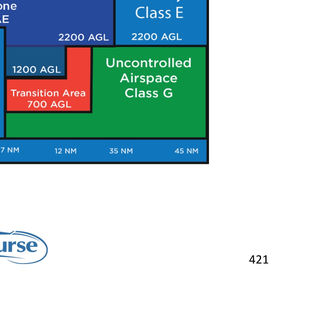 one
E
Class E
2200 AGL
2200 AGL
1200 AGL
Uncontrolled
Airspace
Class G
Transition Area
700 AGL
7 NM
12 NM
35 NM
45 NM
urse
421